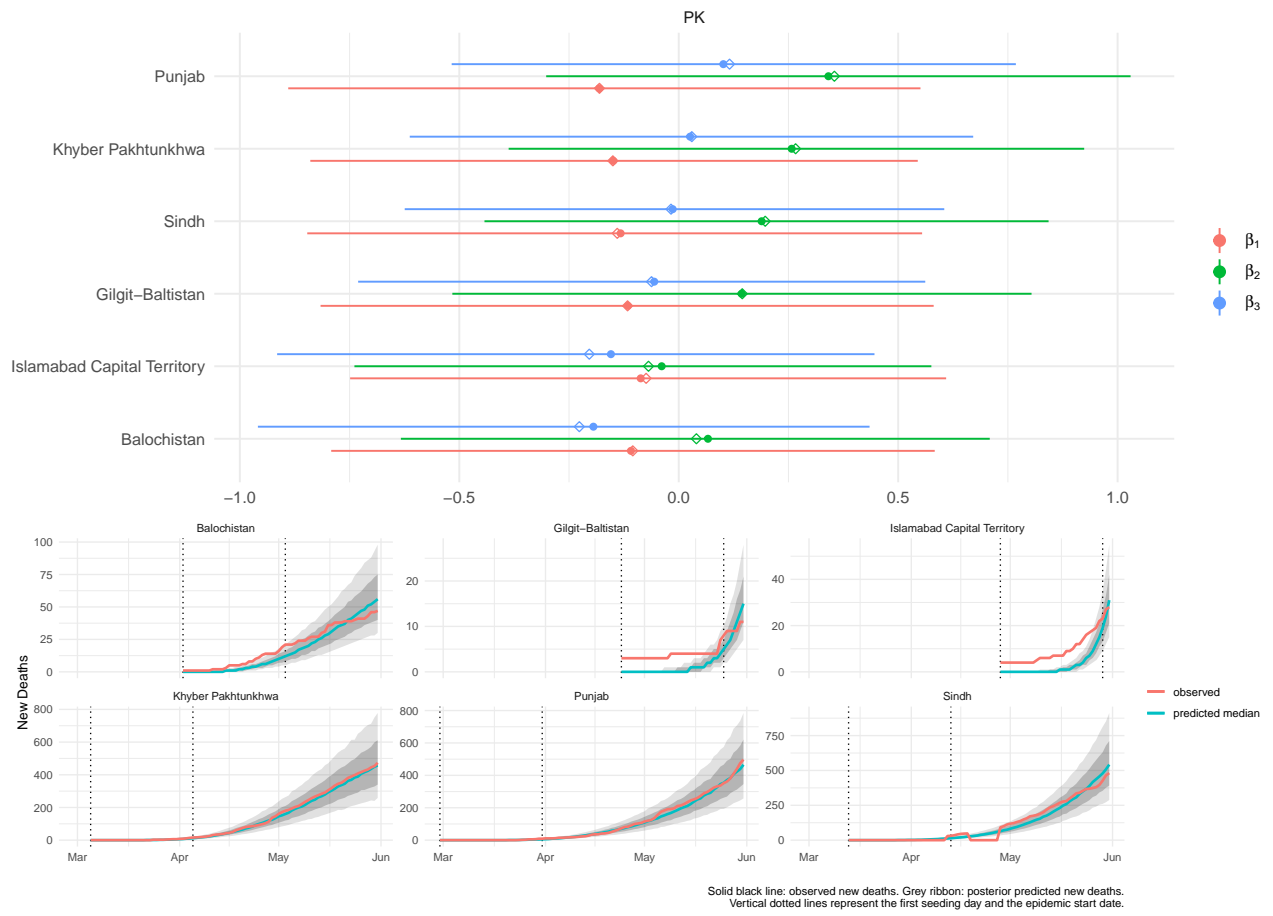 PK
Punjab
Khyber Pakhtunkhwa
Sindh
Gilgit−Baltistan
Islamabad Capital Territory
Balochistan
−1.0 −0.5 0.0 0.5 1.0
β1
β2
β3
New Deaths
Balochistan Gilgit−Baltistan Islamabad Capital Territory
100
75
50
25
0
20
10
0
40
20
0
Khyber Pakhtunkhwa Punjab Sindh
800
600
400
200
0
800
600
400
200
0
750
500
250
0
Mar Apr May Jun Mar Apr May Jun Mar Apr May Jun
observed
predicted median
Solid black line: observed new deaths. Grey ribbon: posterior predicted new deaths.
Vertical dotted lines represent the first seeding day and the epidemic start date.